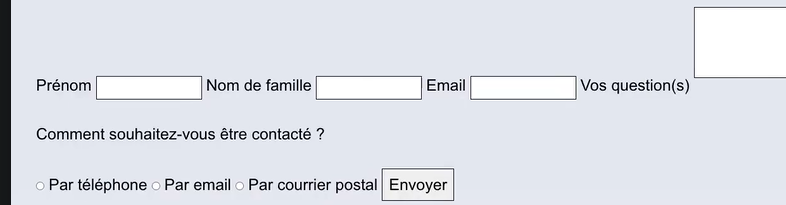 Prénom Nom de famille Email Vos question(s)
Comment souhaitez-vous être contacté ?
Par téléphone Par email Par courrier postal Envoyer